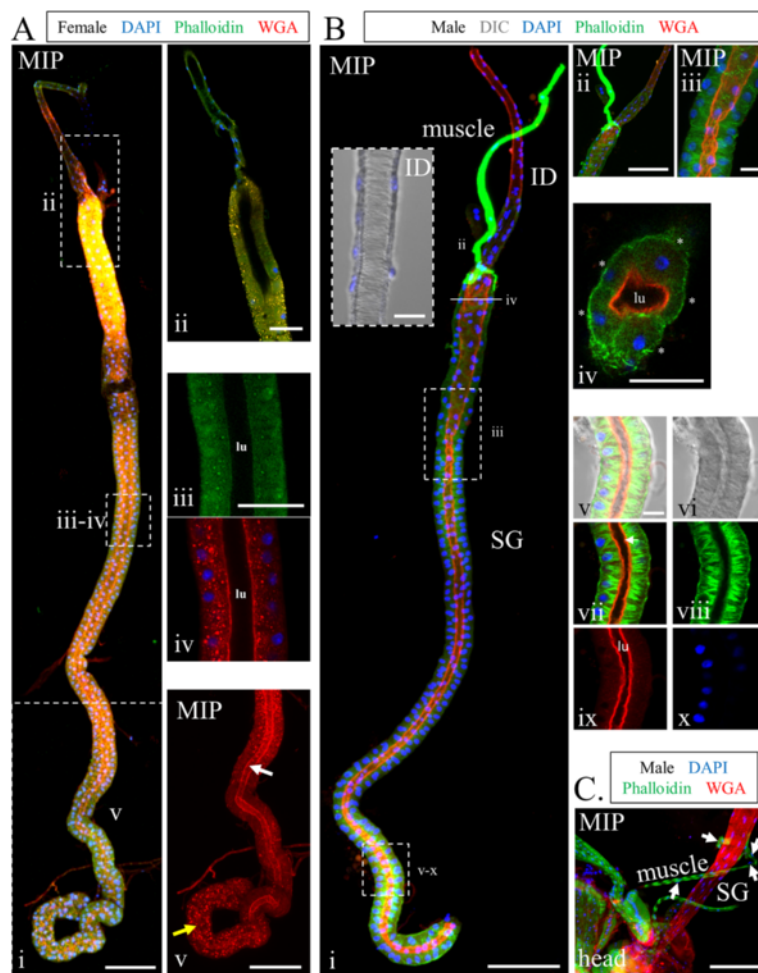 A
Female DAPI Phalloidin WGA
MIP
ii
iii-iv
v
i
ii
lu
iii
lu
iv
MIP
v
B
Male DIC DAPI Phalloidin WGA
MIP
muscle
ID
ID
ii
iv
iii
SG
v-x
i
MIP
ii
iii
lu
iv
v
vi
vii
viii
lu
ix
x
C.
Male DAPI
Phalloidin WGA
MIP
muscle
SG
head